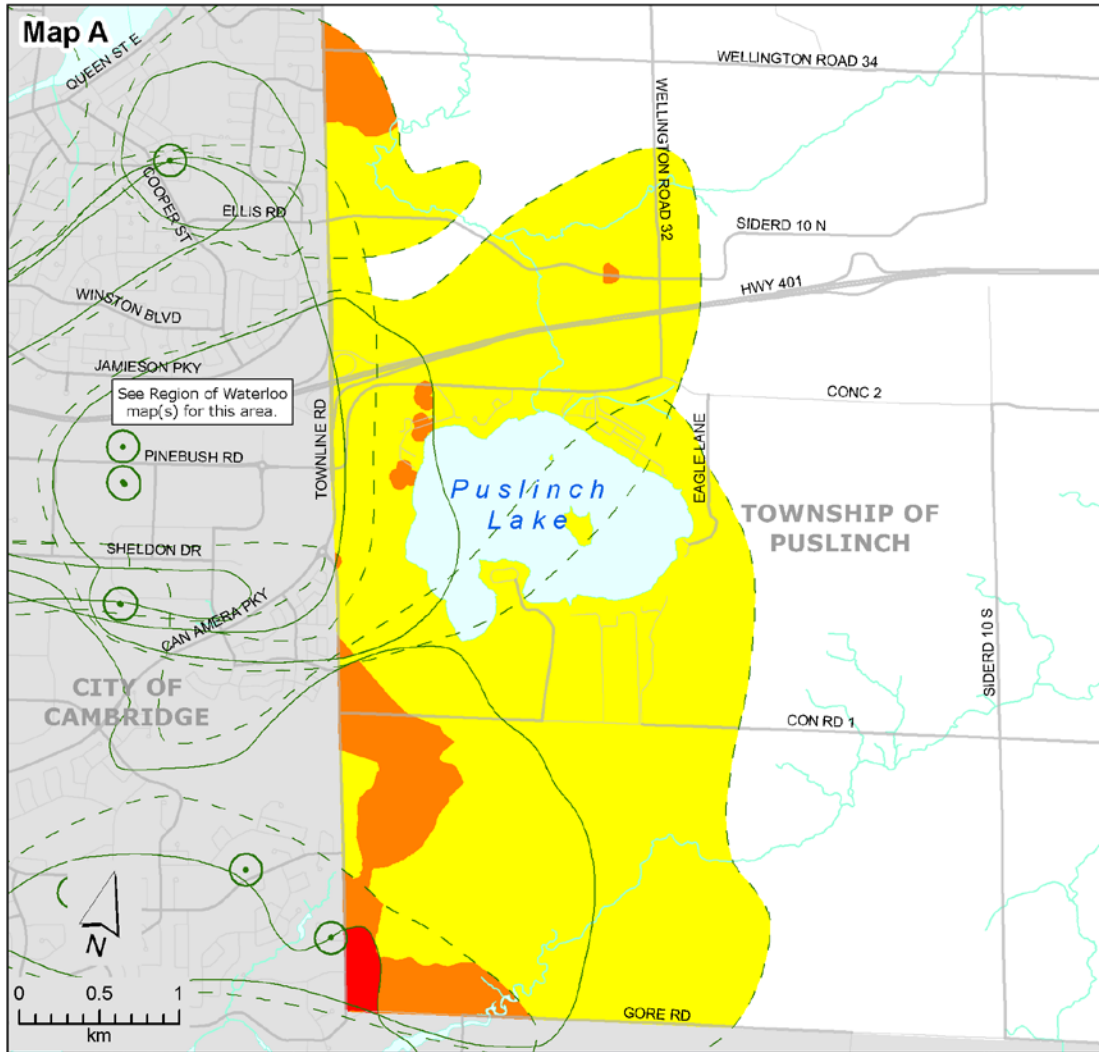 Map A
QUEEN ST E
WELLINGTON ROAD 34
WELLINGTON ROAD 32
COOPER ST
ELLIS RD
SIDERD 10 N
HWY 401
WINSTON BLVD
JAMIESON PKY
See Region of Waterloo
map(s) for this area.
CONC 2
TOWNLINE RD
EAGLE LANE
PINEBUSH RD
Puslinch
Lake
TOWNSHIP OF
PUSLINCH
SHELDON DR
CAN AMERA PKY
SIDERD 10 S
CITY OF
CAMBRIDGE
CON RD 1
N
0 0.5 1
km
GORE RD